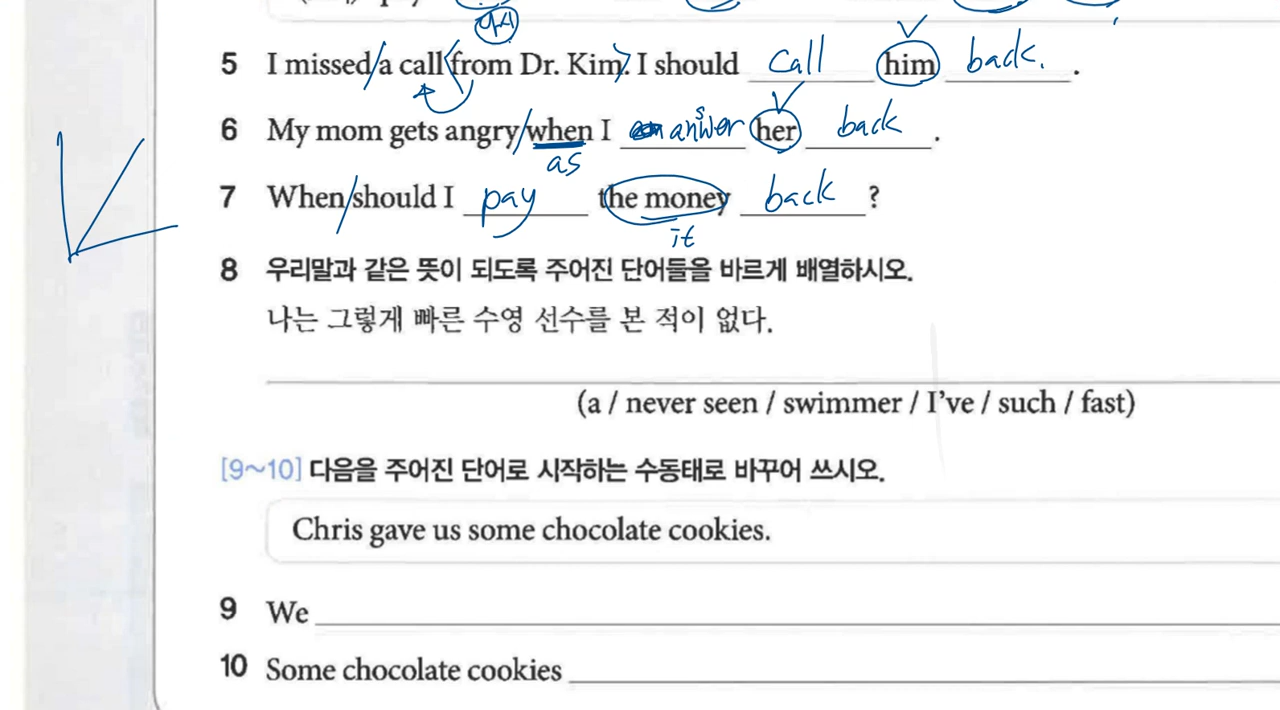 5 I missed a call from Dr. Kim. I should call him back. .
6 My mom gets angry when I answer her back .
as
7 When should I pay the money back ?
it
8 우리말과 같은 뜻이 되도록 주어진 단어들을 바르게 배열하시오.
나는 그렇게 빠른 수영 선수를 본 적이 없다.
(a / never seen / swimmer / I've / such / fast)
[9~10] 다음을 주어진 단어로 시작하는 수동태로 바꾸어 쓰시오.
Chris gave us some chocolate cookies.
9 We
10 Some chocolate cookies